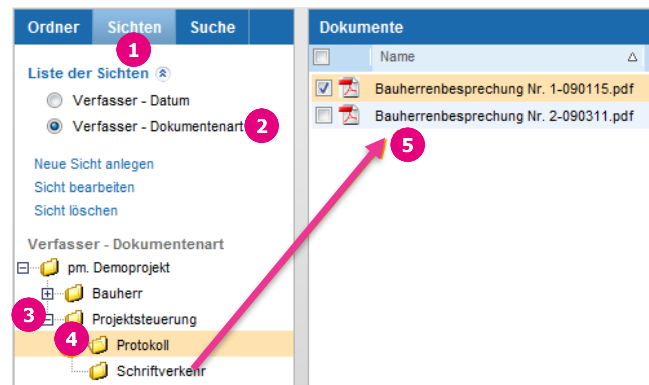 Ordner Sichten Suche
1
Liste der Sichten
Verfasser - Datum
Verfasser - Dokumentenart 2
Neue Sicht anlegen
Sicht bearbeiten
Sicht löschen
Verfasser - Dokumentenart
pm. Demoprojekt
Bauherr
3 Projektsteuerung
4 Protokoll
Schriftverkehr
Dokumente
Name
Bauherrenbesprechung Nr. 1-090115.pdf
Bauherrenbesprechung Nr. 2-090311.pdf
5